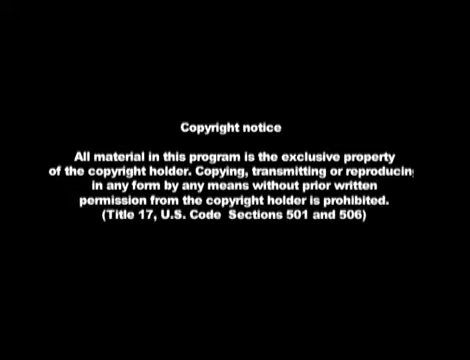 Copyright notice
All material in this program is the exclusive property
of the copyright holder. Copying, transmitting or reproducin
in any form by any means without prior written
permission from the copyright holder is prohibited.
(Title 17, U.S. Code Sections 501 and 506)